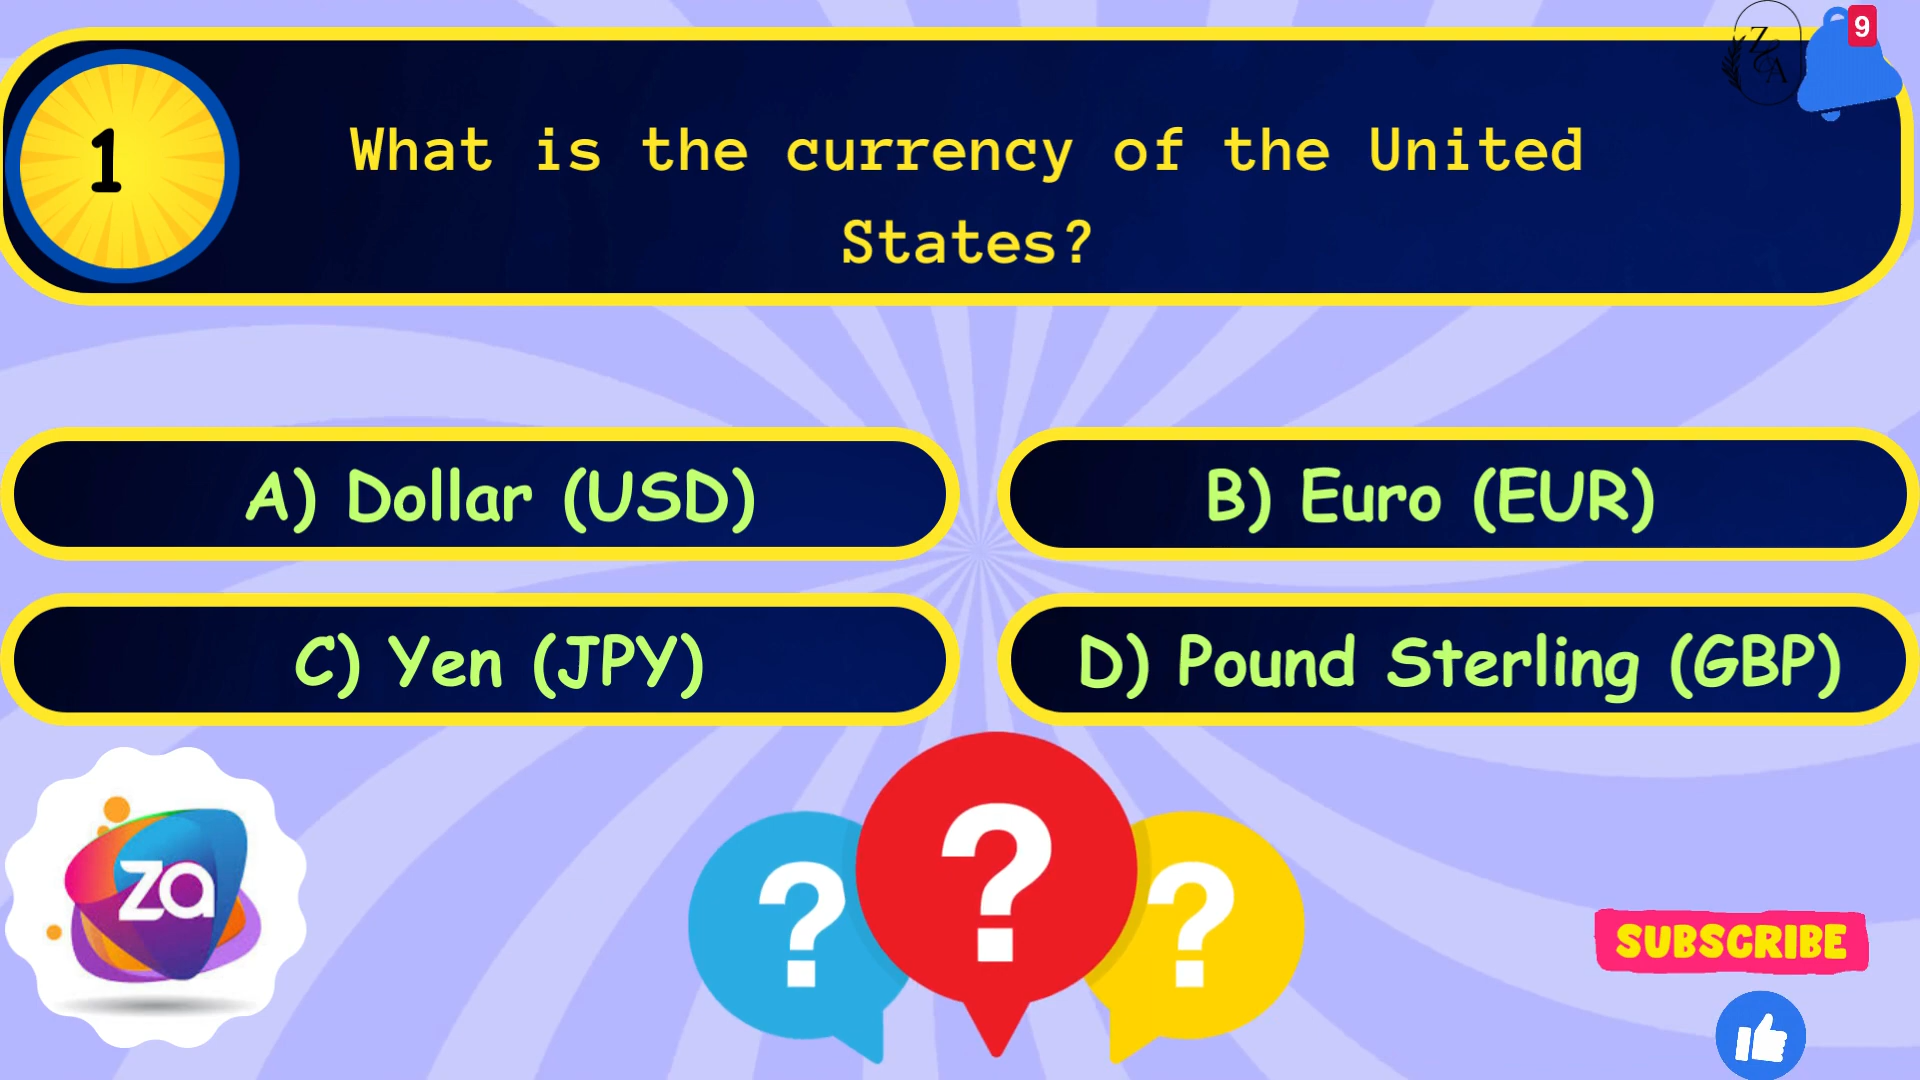 Z&A
9
1
What is the currency of the United
States?
A) Dollar (USD)
B) Euro (EUR)
C) Yen (JPY)
D) Pound Sterling (GBP)
za
? ? ?
SUBSCRIBE